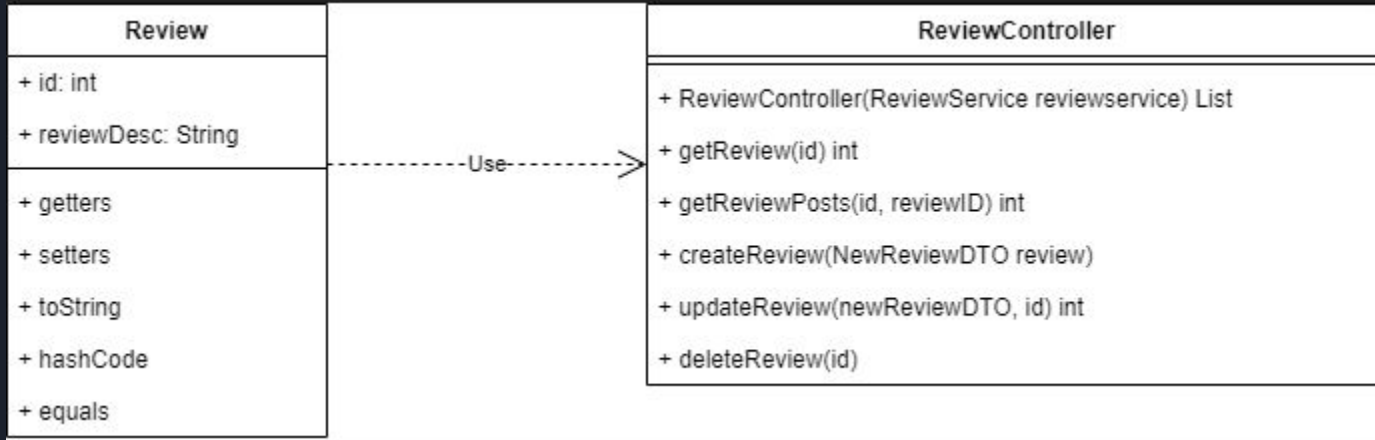 Review
+ id: int
+ reviewDesc: String
+ getters
+ setters
+ toString
+ hashCode
+ equals
Use
ReviewController
+ ReviewController(ReviewService reviewservice) List
+ getReview(id) int
+ getReviewPosts(id, reviewID) int
+ createReview(NewReviewDTO review)
+ updateReview(newReviewDTO, id) int
+ deleteReview(id)